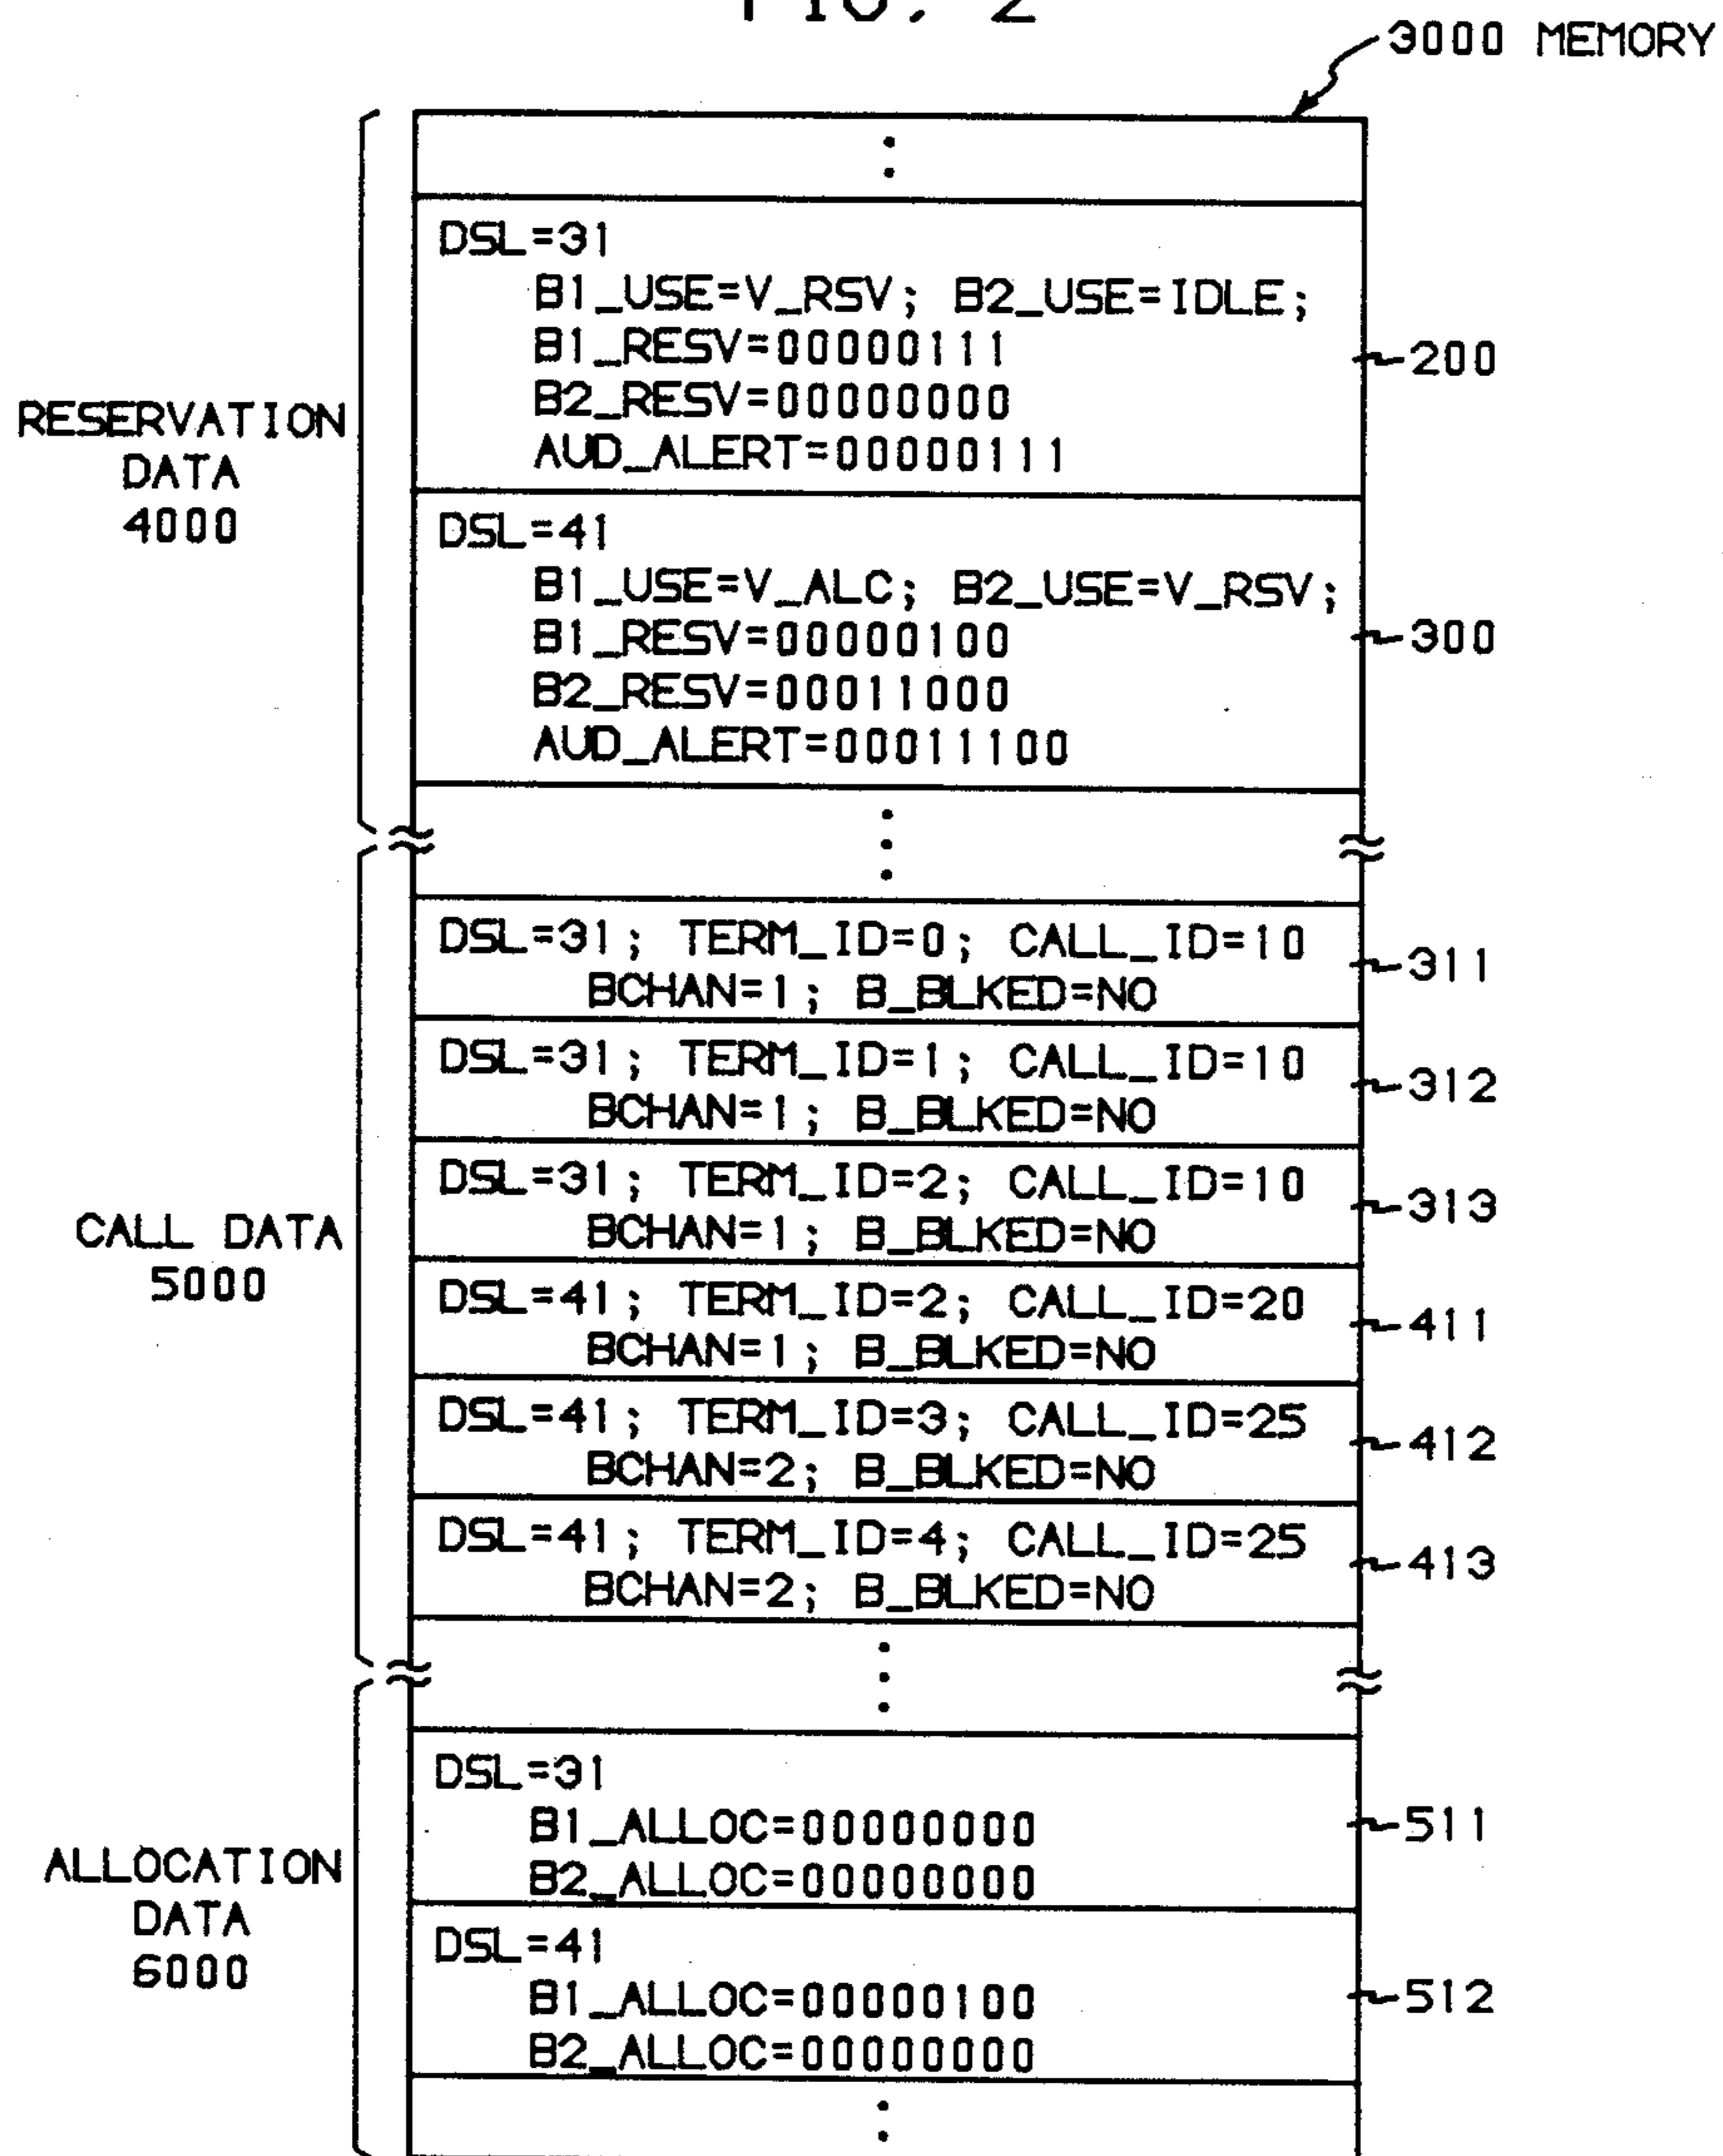 FIG. 2
3000 MEMORY
RESERVATION
DATA
4000
DSL=31
B1_USE=V_RSV; B2_USE=IDLE;
B1_RESV=00000111
B2_RESV=00000000
AUD_ALERT=00000111
200
DSL=41
B1_USE=V_ALC; B2_USE=V_RSV;
B1_RESV=00000100
B2_RESV=00011000
AUD_ALERT=00011100
300
CALL DATA
5000
DSL=31; TERM_ID=0; CALL_ID=10
BCHAN=1; B_BLKED=NO
311
DSL=31; TERM_ID=1; CALL_ID=10
BCHAN=1; B_BLKED=NO
312
DSL=31; TERM_ID=2; CALL_ID=10
BCHAN=1; B_BLKED=NO
313
DSL=41; TERM_ID=2; CALL_ID=20
BCHAN=1; B_BLKED=NO
411
DSL=41; TERM_ID=3; CALL_ID=25
BCHAN=2; B_BLKED=NO
412
DSL=41; TERM_ID=4; CALL_ID=25
BCHAN=2; B_BLKED=NO
413
ALLOCATION
DATA
6000
DSL=31
B1_ALLOC=00000000
B2_ALLOC=00000000
511
DSL=41
B1_ALLOC=00000100
B2_ALLOC=00000000
512